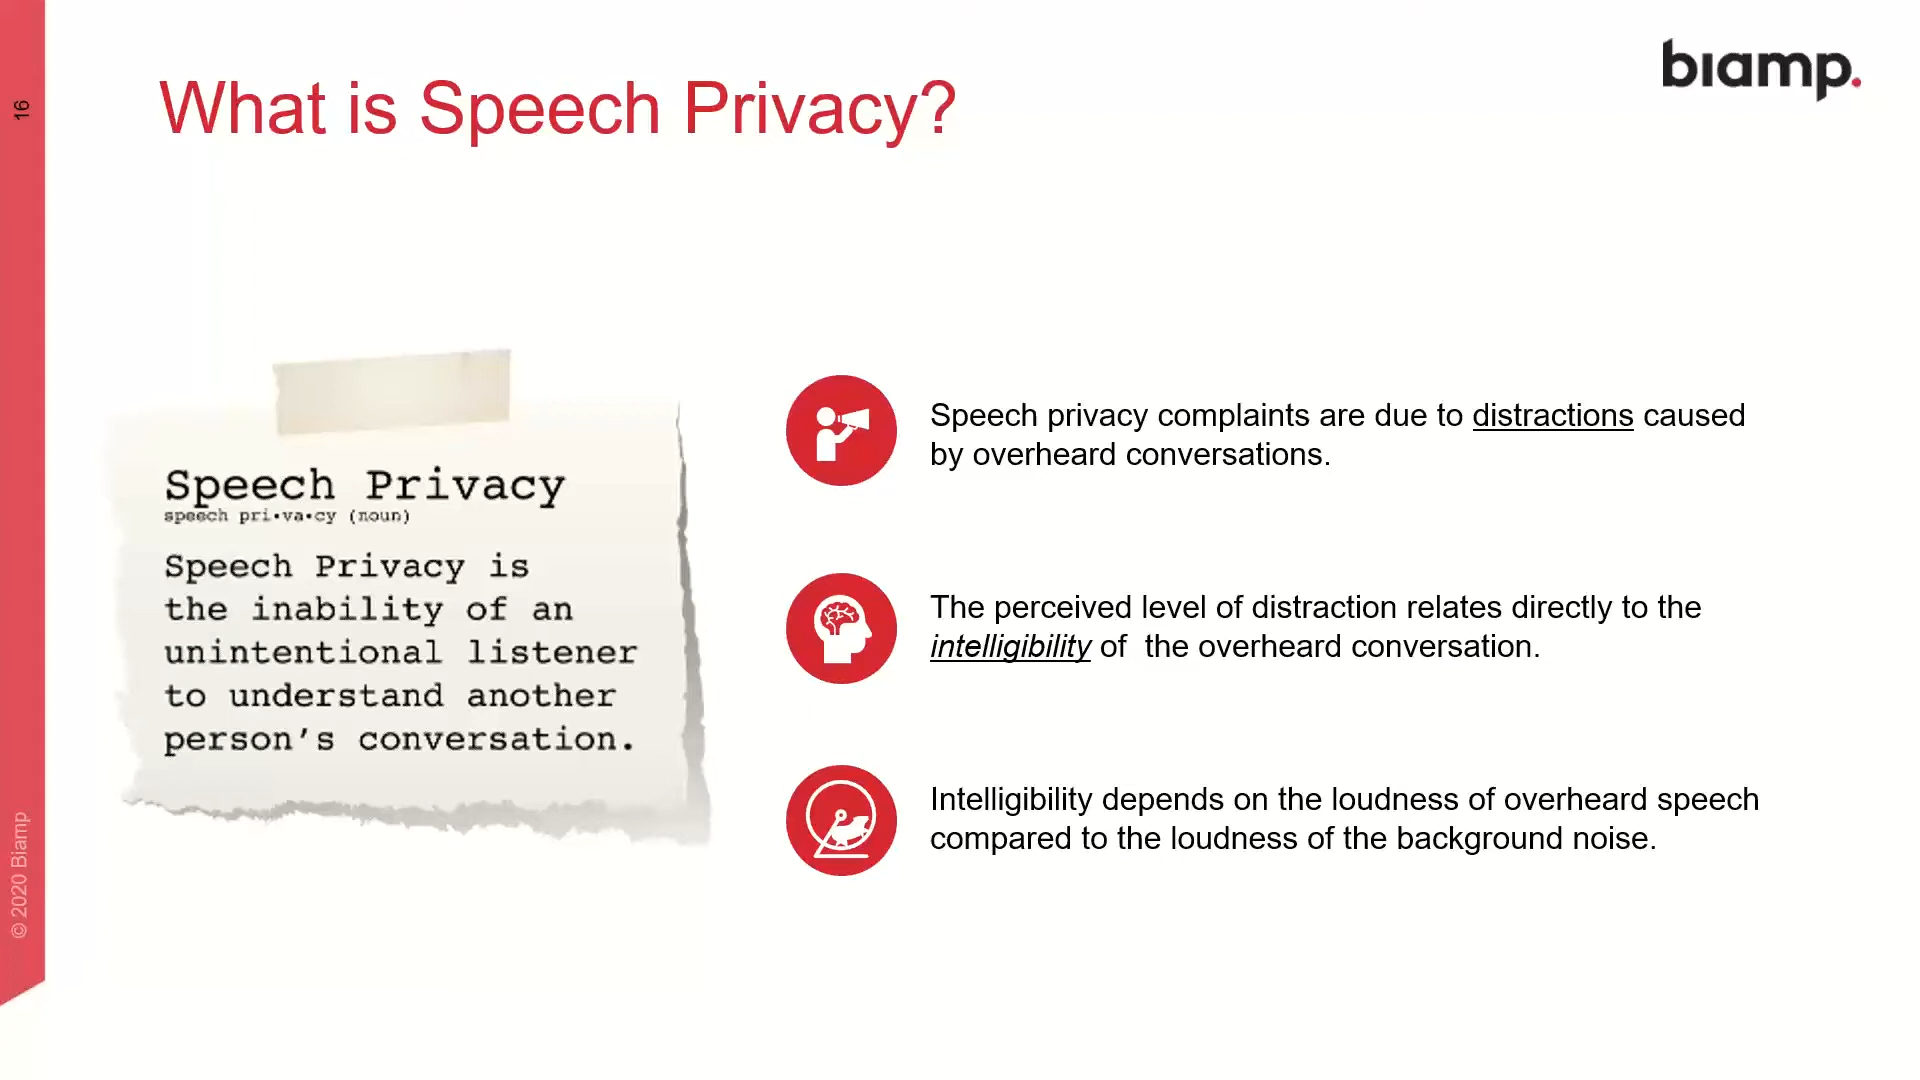 16
What is Speech Privacy?
biamp.
Speech Privacy
speech pri•va•cy (noun)
Speech Privacy is
the inability of an
unintentional listener
to understand another
person's conversation.
Speech privacy complaints are due to distractions caused
by overheard conversations.
The perceived level of distraction relates directly to the
intelligibility of  the overheard conversation.
Intelligibility depends on the loudness of overheard speech
compared to the loudness of the background noise.
© 2020 Biamp